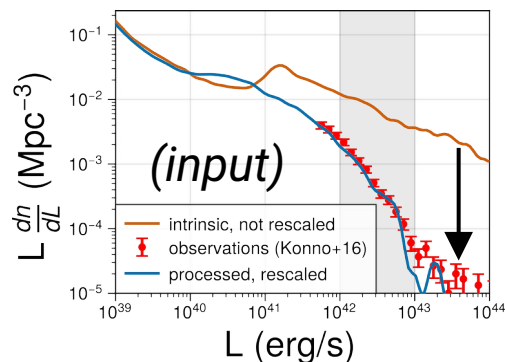 10⁻¹
10⁻²
10⁻³
10⁻⁴
10⁻⁵
L dn/dL (Mpc⁻³)
(input)
intrinsic, not rescaled
observations (Konno+16)
processed, rescaled
10³⁹ 10⁴⁰ 10⁴¹ 10⁴² 10⁴³ 10⁴⁴
L (erg/s)